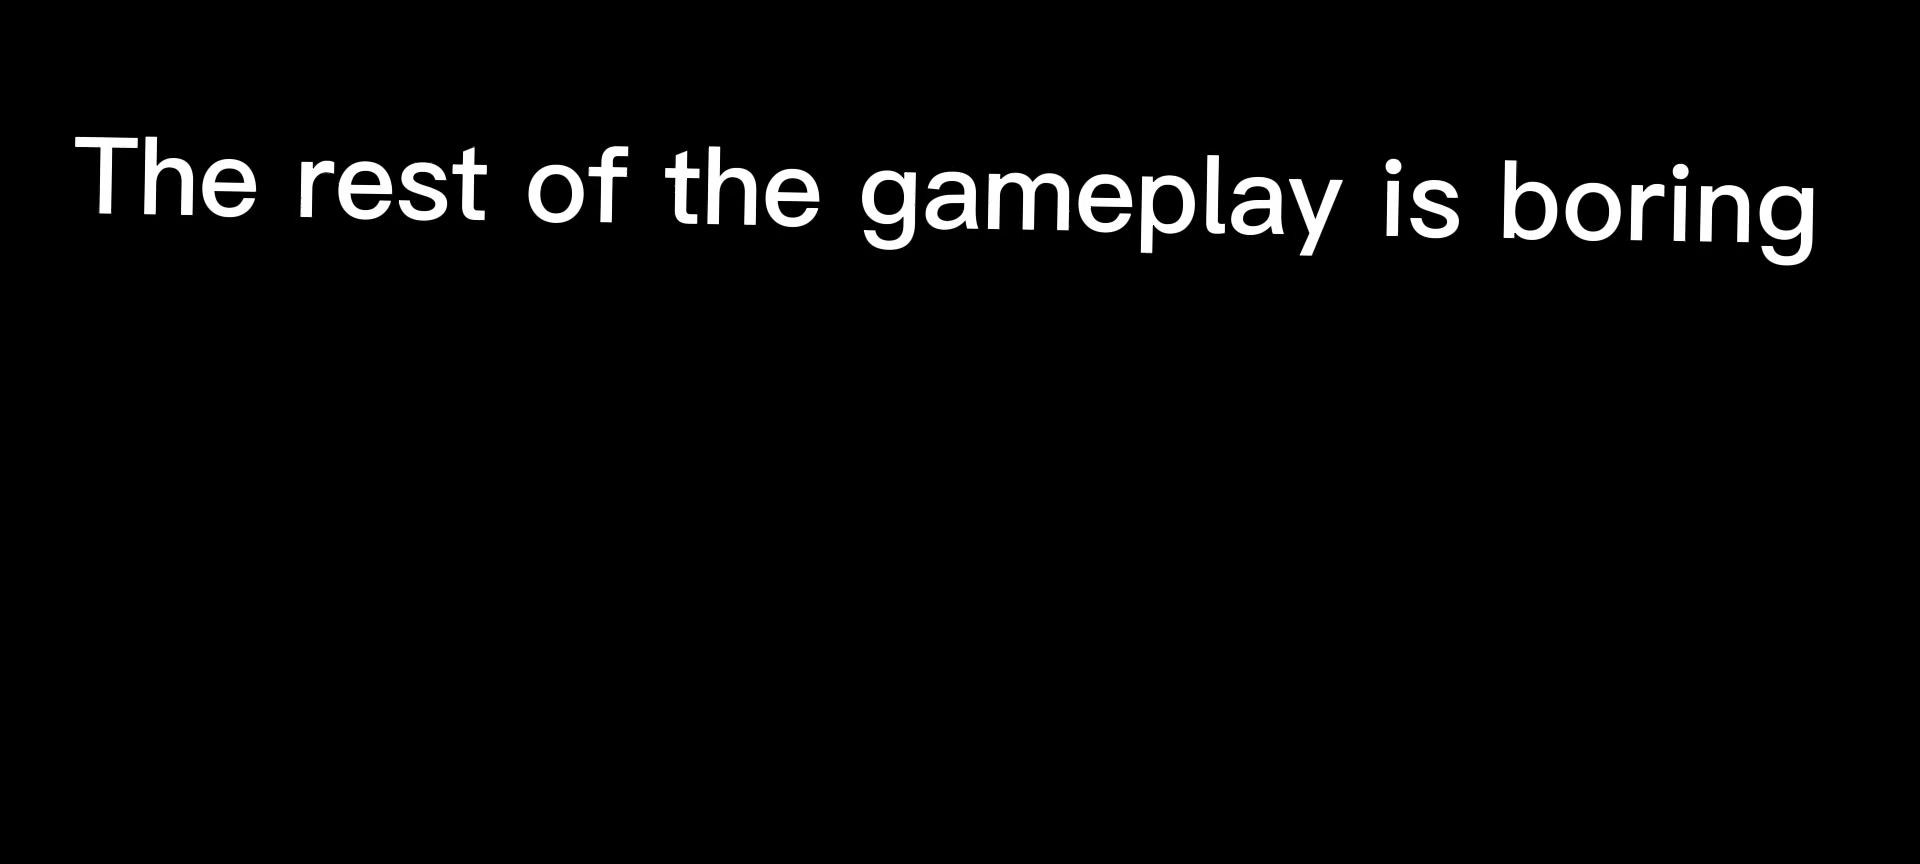 The rest of the gameplay is boring